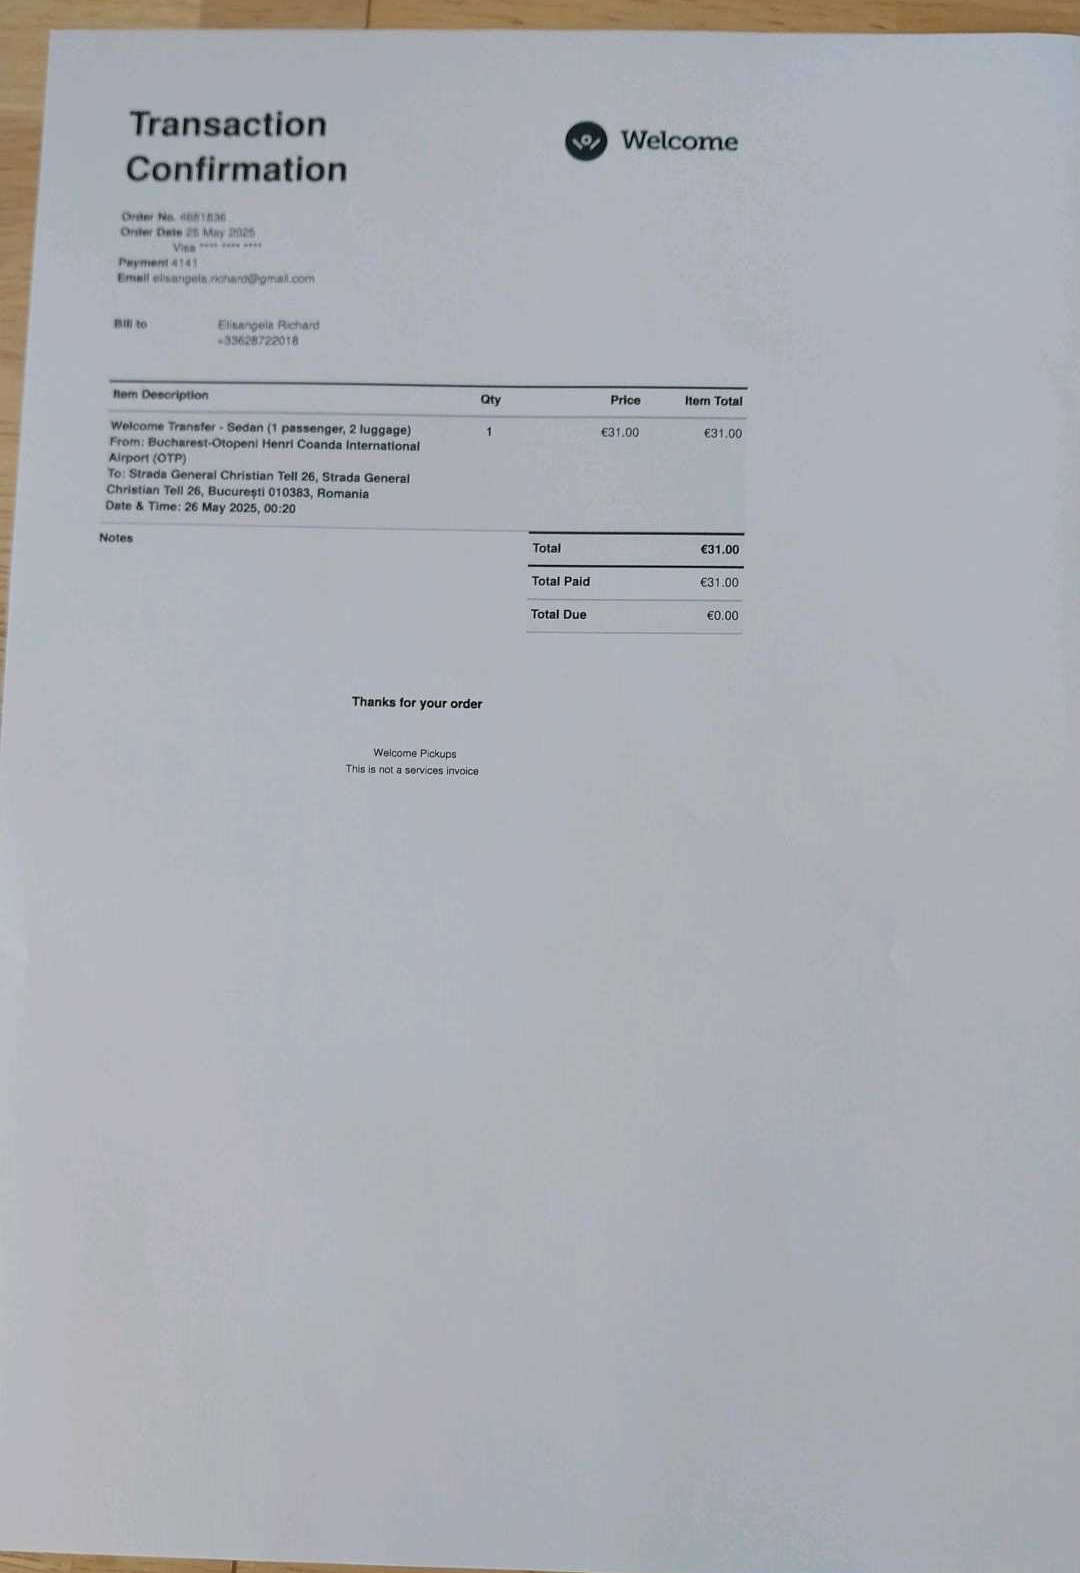 Transaction
Confirmation
Welcome
Order No. 4681836
Order Date 25 May 2025
Visa **** **** ****
Payment 4141
Email elisangela.richard@gmail.com
Bill to
Elisangela Richard
+33628722018
Item Description Qty Price Item Total
Welcome Transfer - Sedan (1 passenger, 2 luggage) 1 €31.00 €31.00
From: Bucharest-Otopeni Henri Coanda International
Airport (OTP)
To: Strada General Christian Tell 26, Strada General
Christian Tell 26, București 010383, Romania
Date & Time: 26 May 2025, 00:20
Notes
Total €31.00
Total Paid €31.00
Total Due €0.00
Thanks for your order
Welcome Pickups
This is not a services invoice